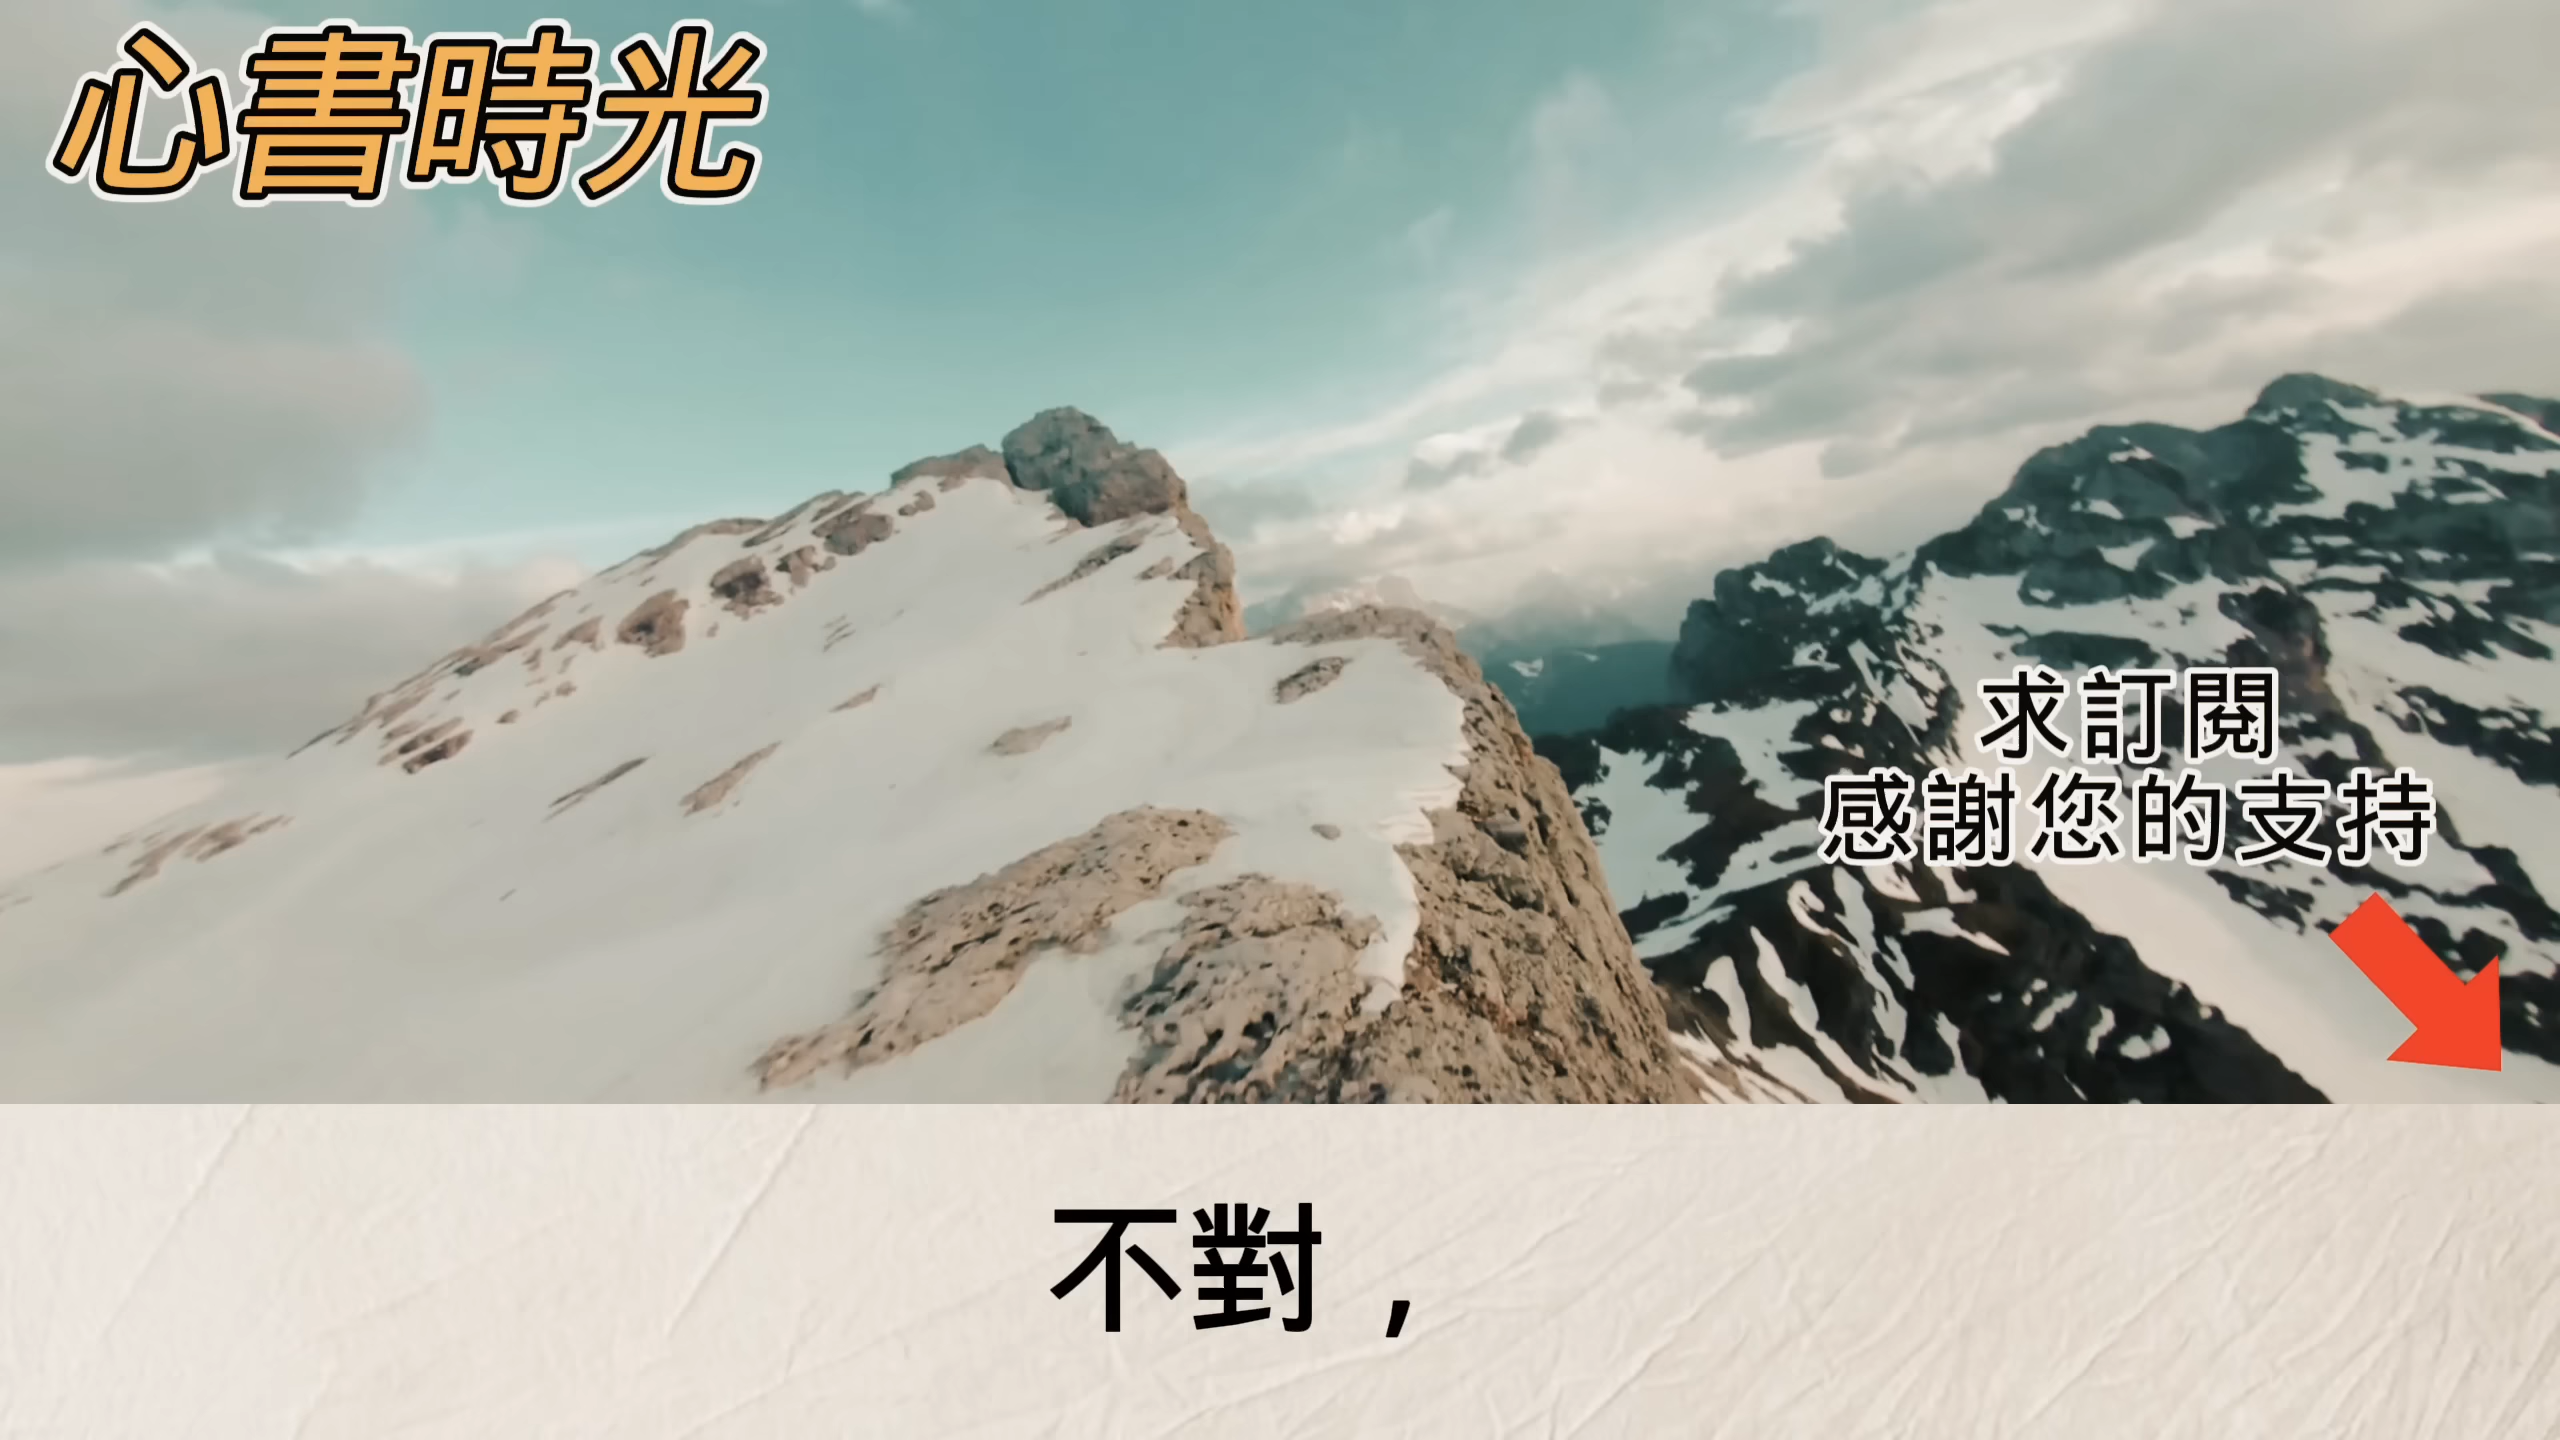 心書時光
求訂閱
感謝您的支持
不對，